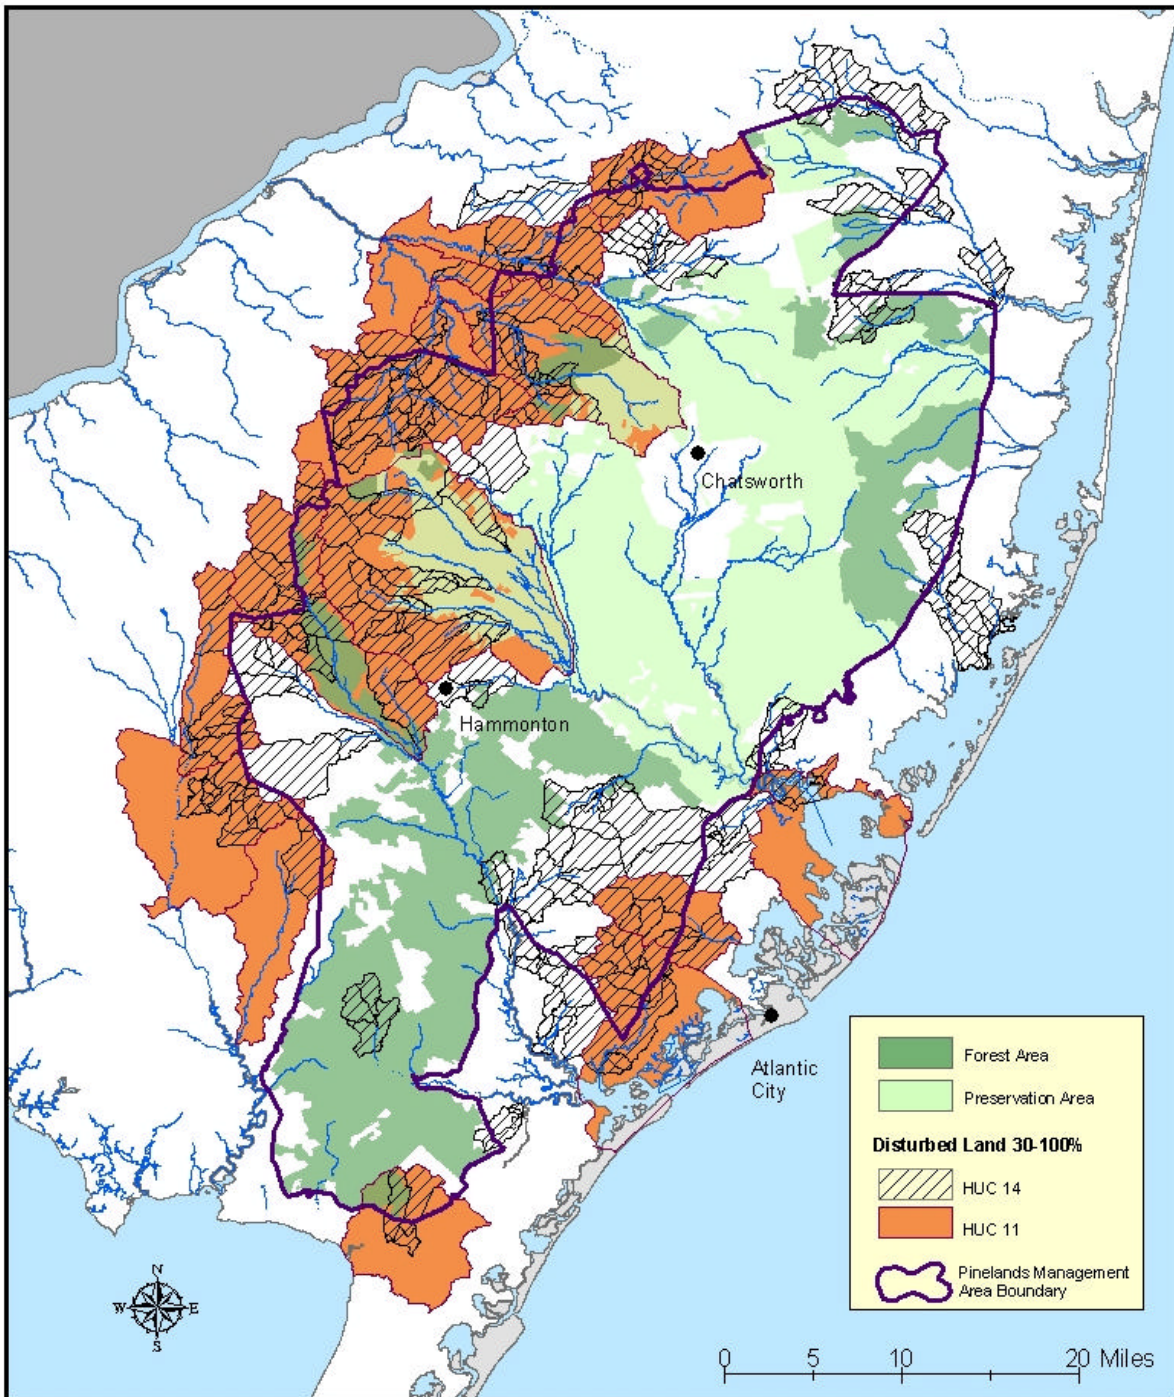 Chatsworth
Hammonton
Atlantic
City
Forest Area
Preservation Area
Disturbed Land 30-100%
HUC 14
HUC 11
Pinelands Management
Area Boundary
N
W
E
S
0
5
10
20 Miles